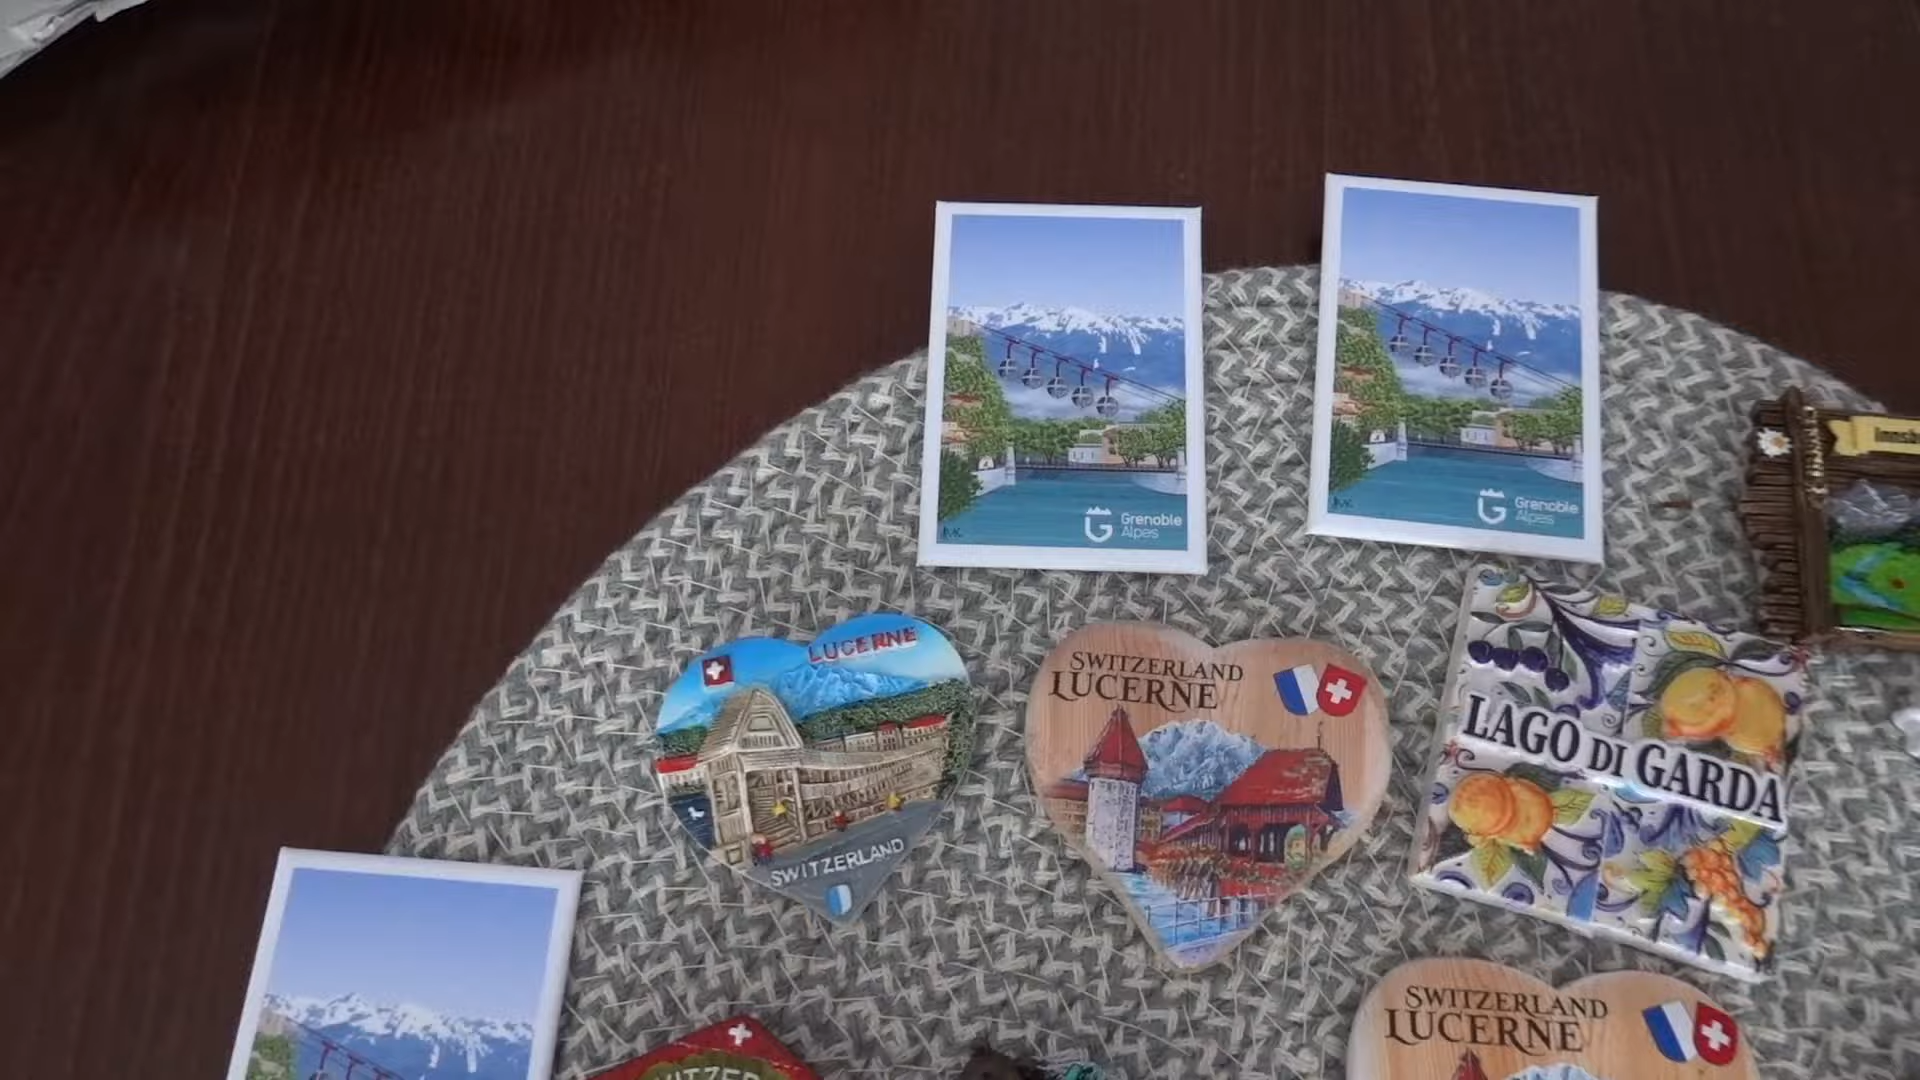 Grenoble
Alpes
Grenoble
Alpes
LUCERNE
SWITZERLAND
SWITZERLAND
LUCERNE
LAGO DI GARDA
SWITZERLAND
LUCERNE